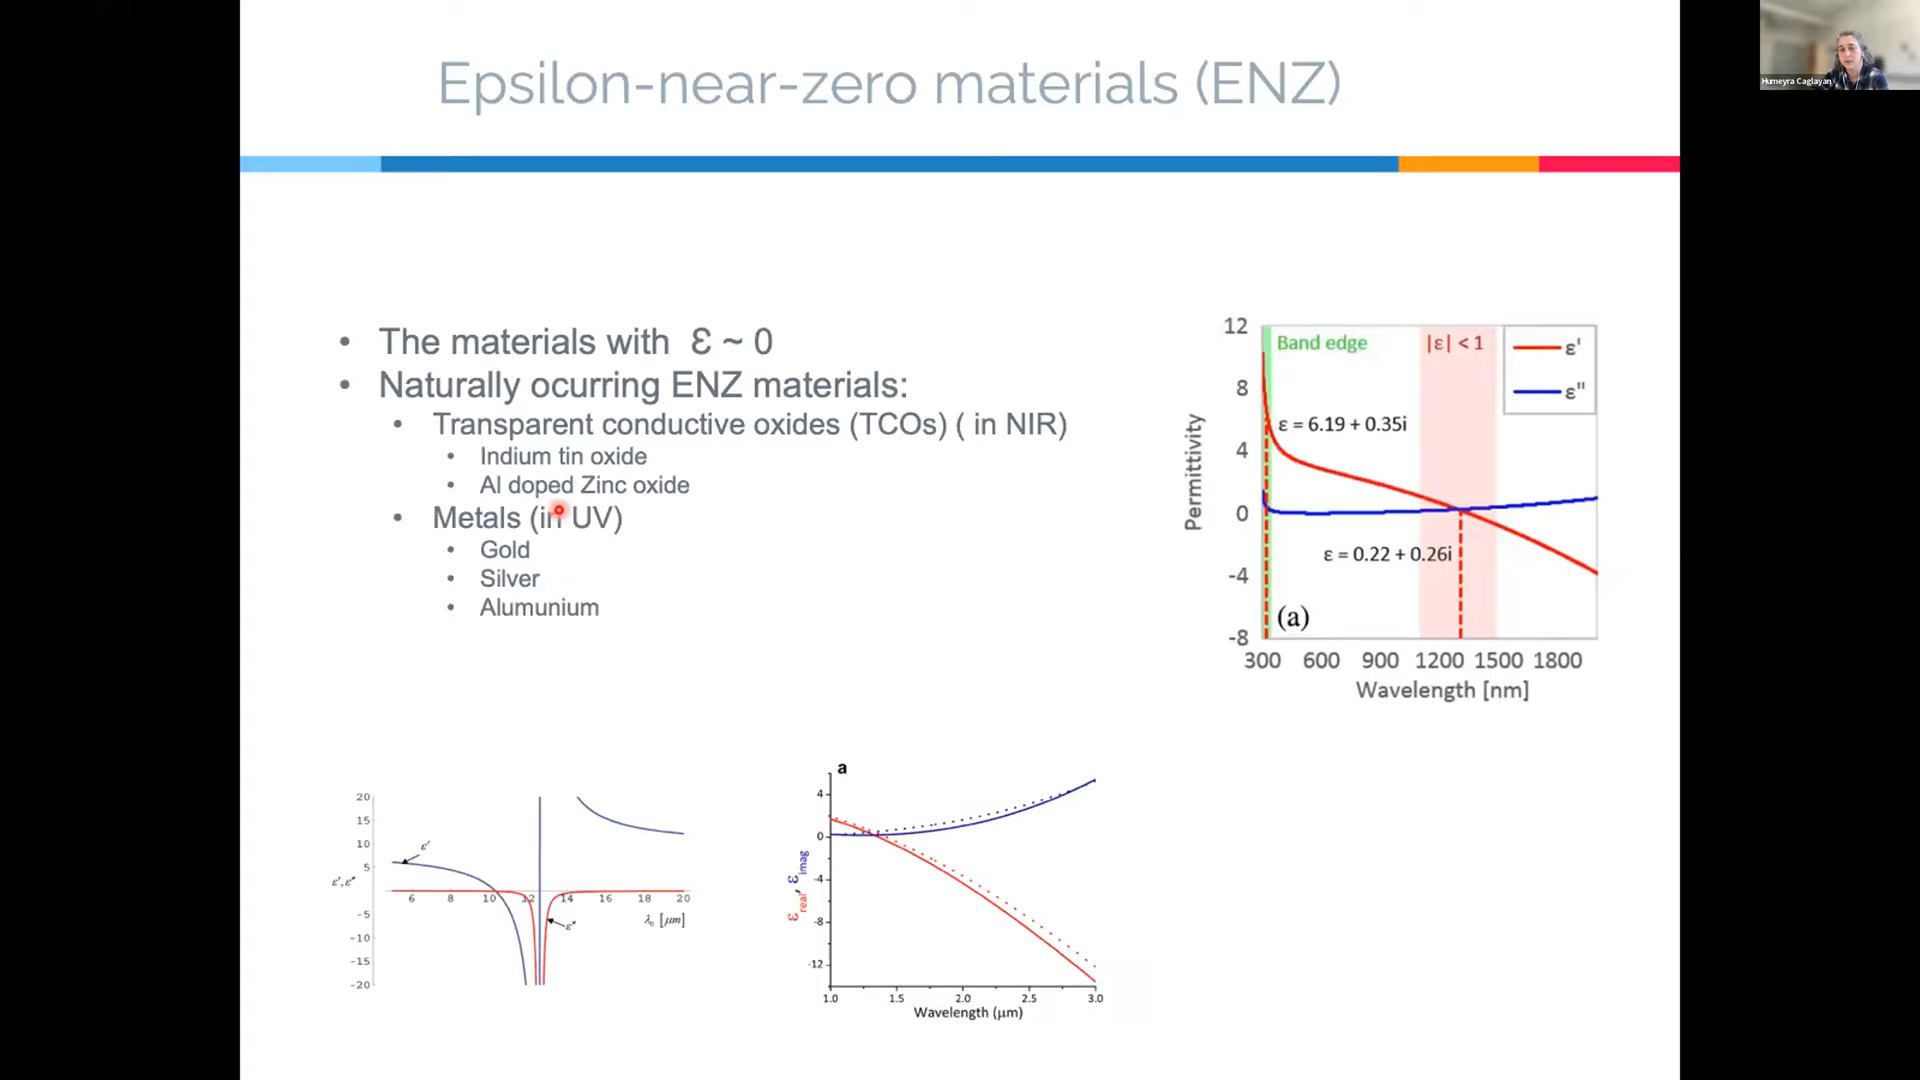 Epsilon-near-zero materials (ENZ)
Humeyra Caglayan
• The materials with Ɛ ~ 0
• Naturally ocurring ENZ materials:
• Transparent conductive oxides (TCOs) ( in NIR)
• Indium tin oxide
• Al doped Zinc oxide
• Metals (in UV)
• Gold
• Silver
• Alumunium
12
8
4
0
-4
-8
Permittivity
Band edge
|ε| < 1
ε'
ε"
ε = 6.19 + 0.35i
ε = 0.22 + 0.26i
(a)
300 600 900 1200 1500 1800
Wavelength [nm]
20
15
10
5
-5
-10
-15
-20
ε',ε"
ε'
6 8 10 12 14 16 18 20
λ₀ [μm]
ε"
a
4
0
-4
-8
-12
εreal, εimag
1.0 1.5 2.0 2.5 3.0
Wavelength (μm)